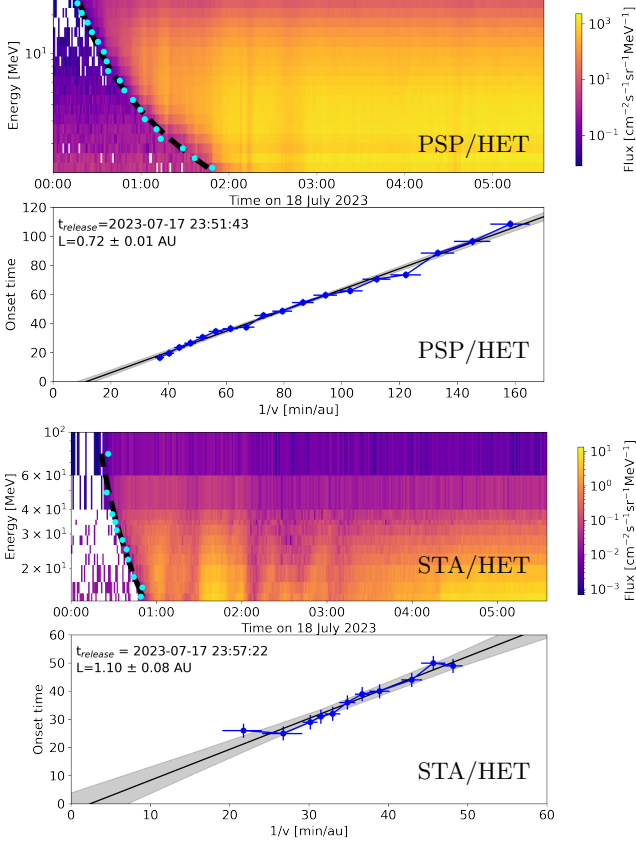 10³
10¹
10⁻¹
Flux [cm⁻²s⁻¹sr⁻¹MeV⁻¹]
10¹
Energy [MeV]
PSP/HET
00:00 01:00 02:00 03:00 04:00 05:00
Time on 18 July 2023
120
100
80
60
40
20
0
Onset time
t_release=2023-07-17 23:51:43
L=0.72 ± 0.01 AU
PSP/HET
0 20 40 60 80 100 120 140 160
1/v [min/au]
10²
6 × 10¹
4 × 10¹
3 × 10¹
2 × 10¹
Energy [MeV]
STA/HET
10¹
10⁰
10⁻¹
10⁻²
10⁻³
Flux [cm⁻²s⁻¹sr⁻¹MeV⁻¹]
00:00 01:00 02:00 03:00 04:00 05:00
Time on 18 July 2023
60
50
40
30
20
10
0
Onset time
t_release = 2023-07-17 23:57:22
L=1.10 ± 0.08 AU
STA/HET
0 10 20 30 40 50 60
1/v [min/au]